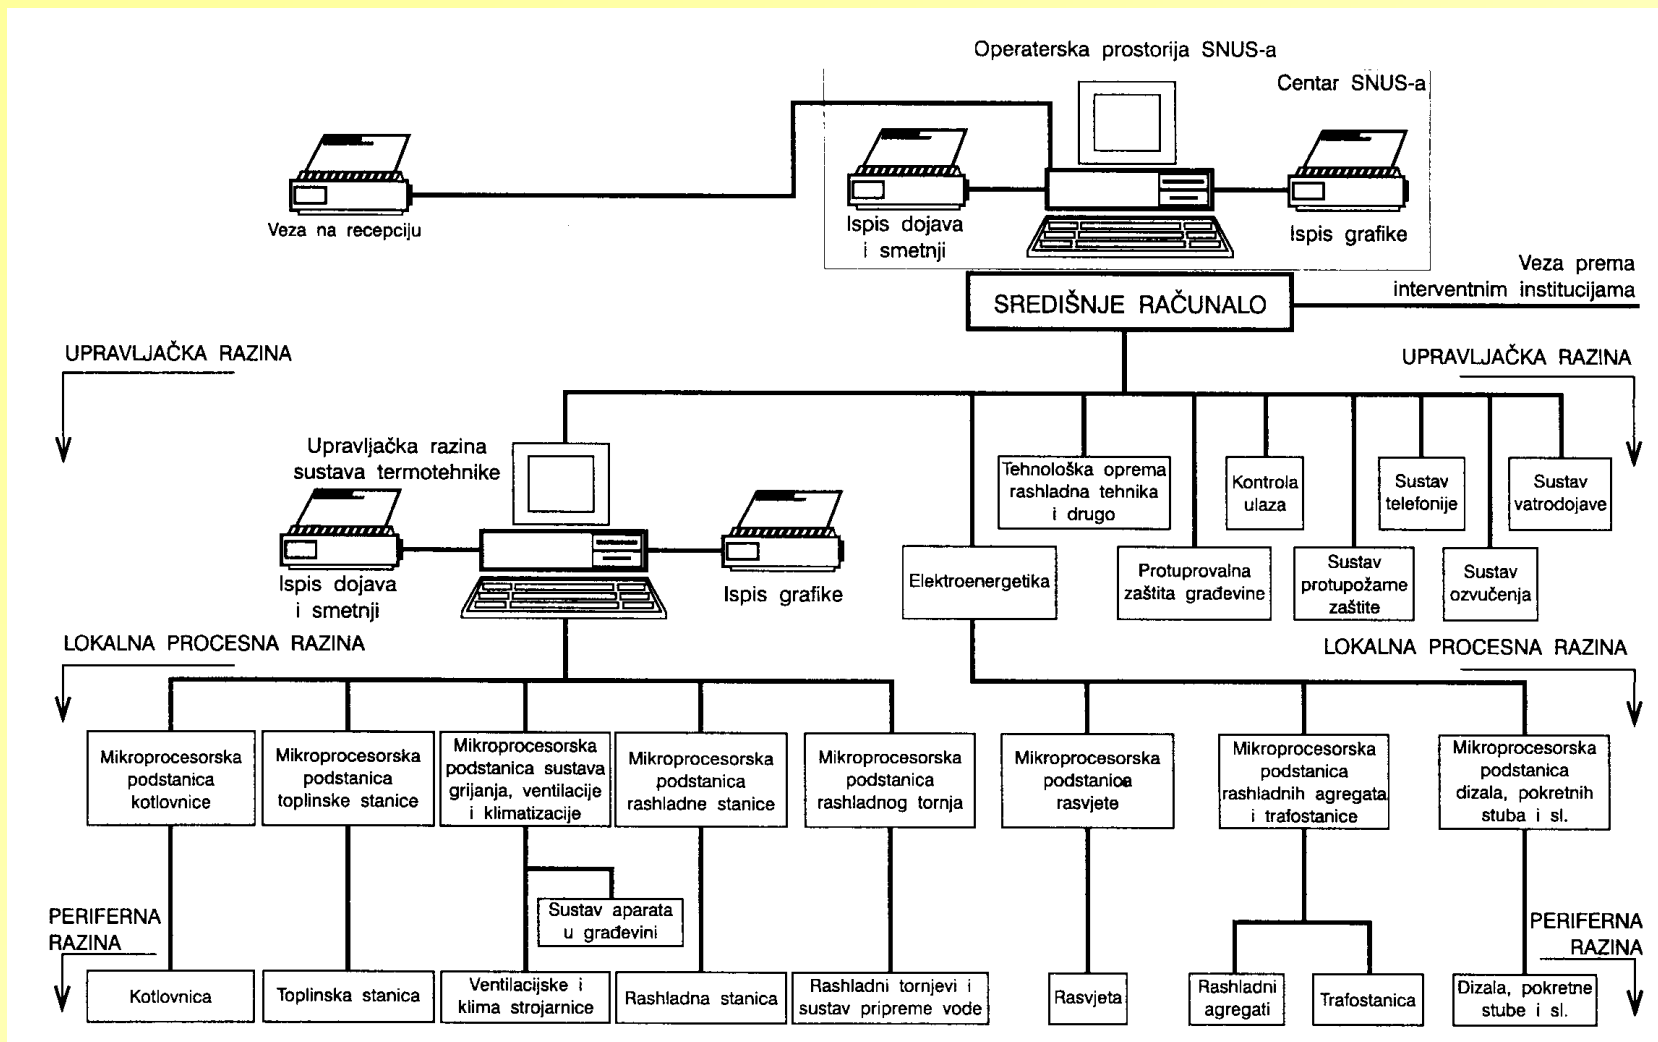 Operaterska prostorija SNUS-a
Centar SNUS-a
Veza na recepciju
Ispis dojava
i smetnji
Ispis grafike
Veza prema
interventnim institucijama
SREDIŠNJE RAČUNALO
UPRAVLJAČKA RAZINA
UPRAVLJAČKA RAZINA
Upravljačka razina
sustava termotehnike
Ispis dojava
i smetnji
Ispis grafike
Tehnološka oprema
rashladna tehnika
i drugo
Kontrola
ulaza
Sustav
telefonije
Sustav
vatrodojave
Elektroenergetika
Protuprovalna
zaštita građevine
Sustav
protupožarne
zaštite
Sustav
ozvučenja
LOKALNA PROCESNA RAZINA
LOKALNA PROCESNA RAZINA
Mikroprocesorska
podstanica
kotlovnice
Mikroprocesorska
podstanica
toplinske stanice
Mikroprocesorska
podstanica sustava
grijanja, ventilacije
i klimatizacije
Mikroprocesorska
podstanica
rashladne stanice
Mikroprocesorska
podstanica
rashladnog tornja
Mikroprocesorska
podstanica
rasvjete
Mikroprocesorska
podstanica
rashladnih agregata
i trafostanice
Mikroprocesorska
podstanica
dizala, pokretnih
stuba i sl.
Sustav aparata
u građevini
PERIFERNA
RAZINA
PERIFERNA
RAZINA
Kotlovnica
Toplinska stanica
Ventilacijske i
klima strojarnice
Rashladna stanica
Rashladni tornjevi i
sustav pripreme vode
Rasvjeta
Rashladni
agregati
Trafostanica
Dizala, pokretne
stube i sl.